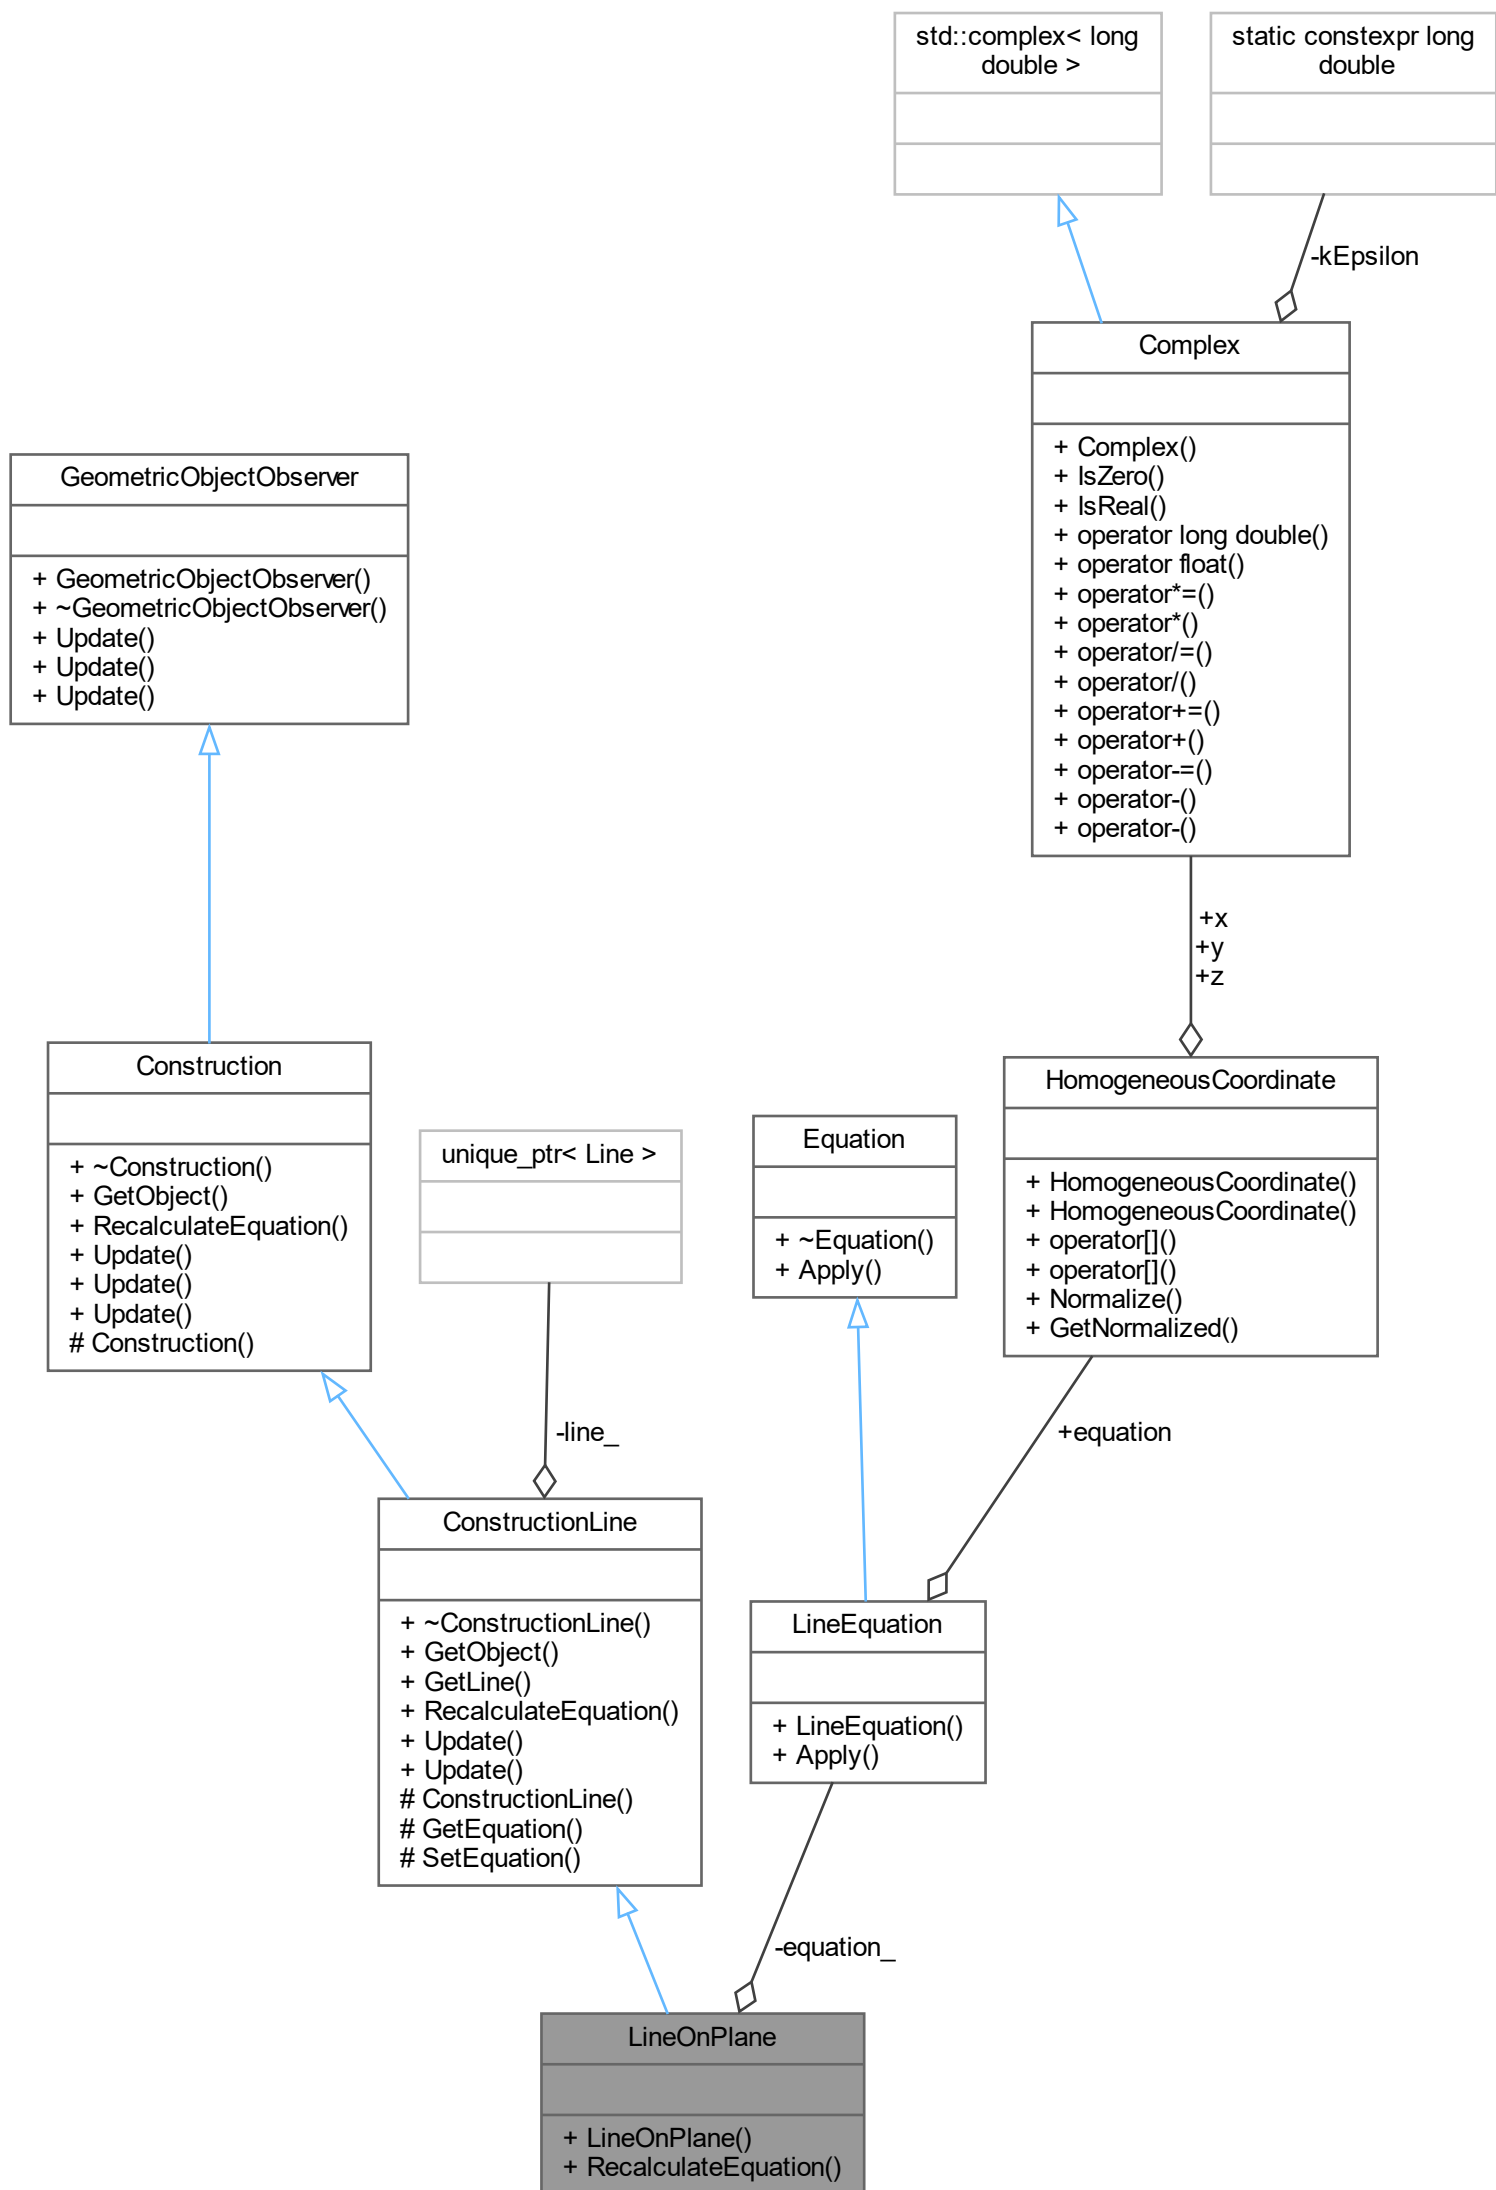 std::complex< long
double >
static constexpr long
double
-kEpsilon
Complex
+ Complex()
+ IsZero()
+ IsReal()
+ operator long double()
+ operator float()
+ operator*=()
+ operator*()
+ operator/=()
+ operator/()
+ operator+=()
+ operator+()
+ operator-=()
+ operator-()
+ operator-()
GeometricObjectObserver
+ GeometricObjectObserver()
+ ~GeometricObjectObserver()
+ Update()
+ Update()
+ Update()
+x
+y
+z
Construction
+ ~Construction()
+ GetObject()
+ RecalculateEquation()
+ Update()
+ Update()
+ Update()
# Construction()
unique_ptr< Line >
Equation
+ ~Equation()
+ Apply()
HomogeneousCoordinate
+ HomogeneousCoordinate()
+ HomogeneousCoordinate()
+ operator[]()
+ operator[]()
+ Normalize()
+ GetNormalized()
-line_
+equation
ConstructionLine
+ ~ConstructionLine()
+ GetObject()
+ GetLine()
+ RecalculateEquation()
+ Update()
+ Update()
# ConstructionLine()
# GetEquation()
# SetEquation()
LineEquation
+ LineEquation()
+ Apply()
-equation_
LineOnPlane
+ LineOnPlane()
+ RecalculateEquation()